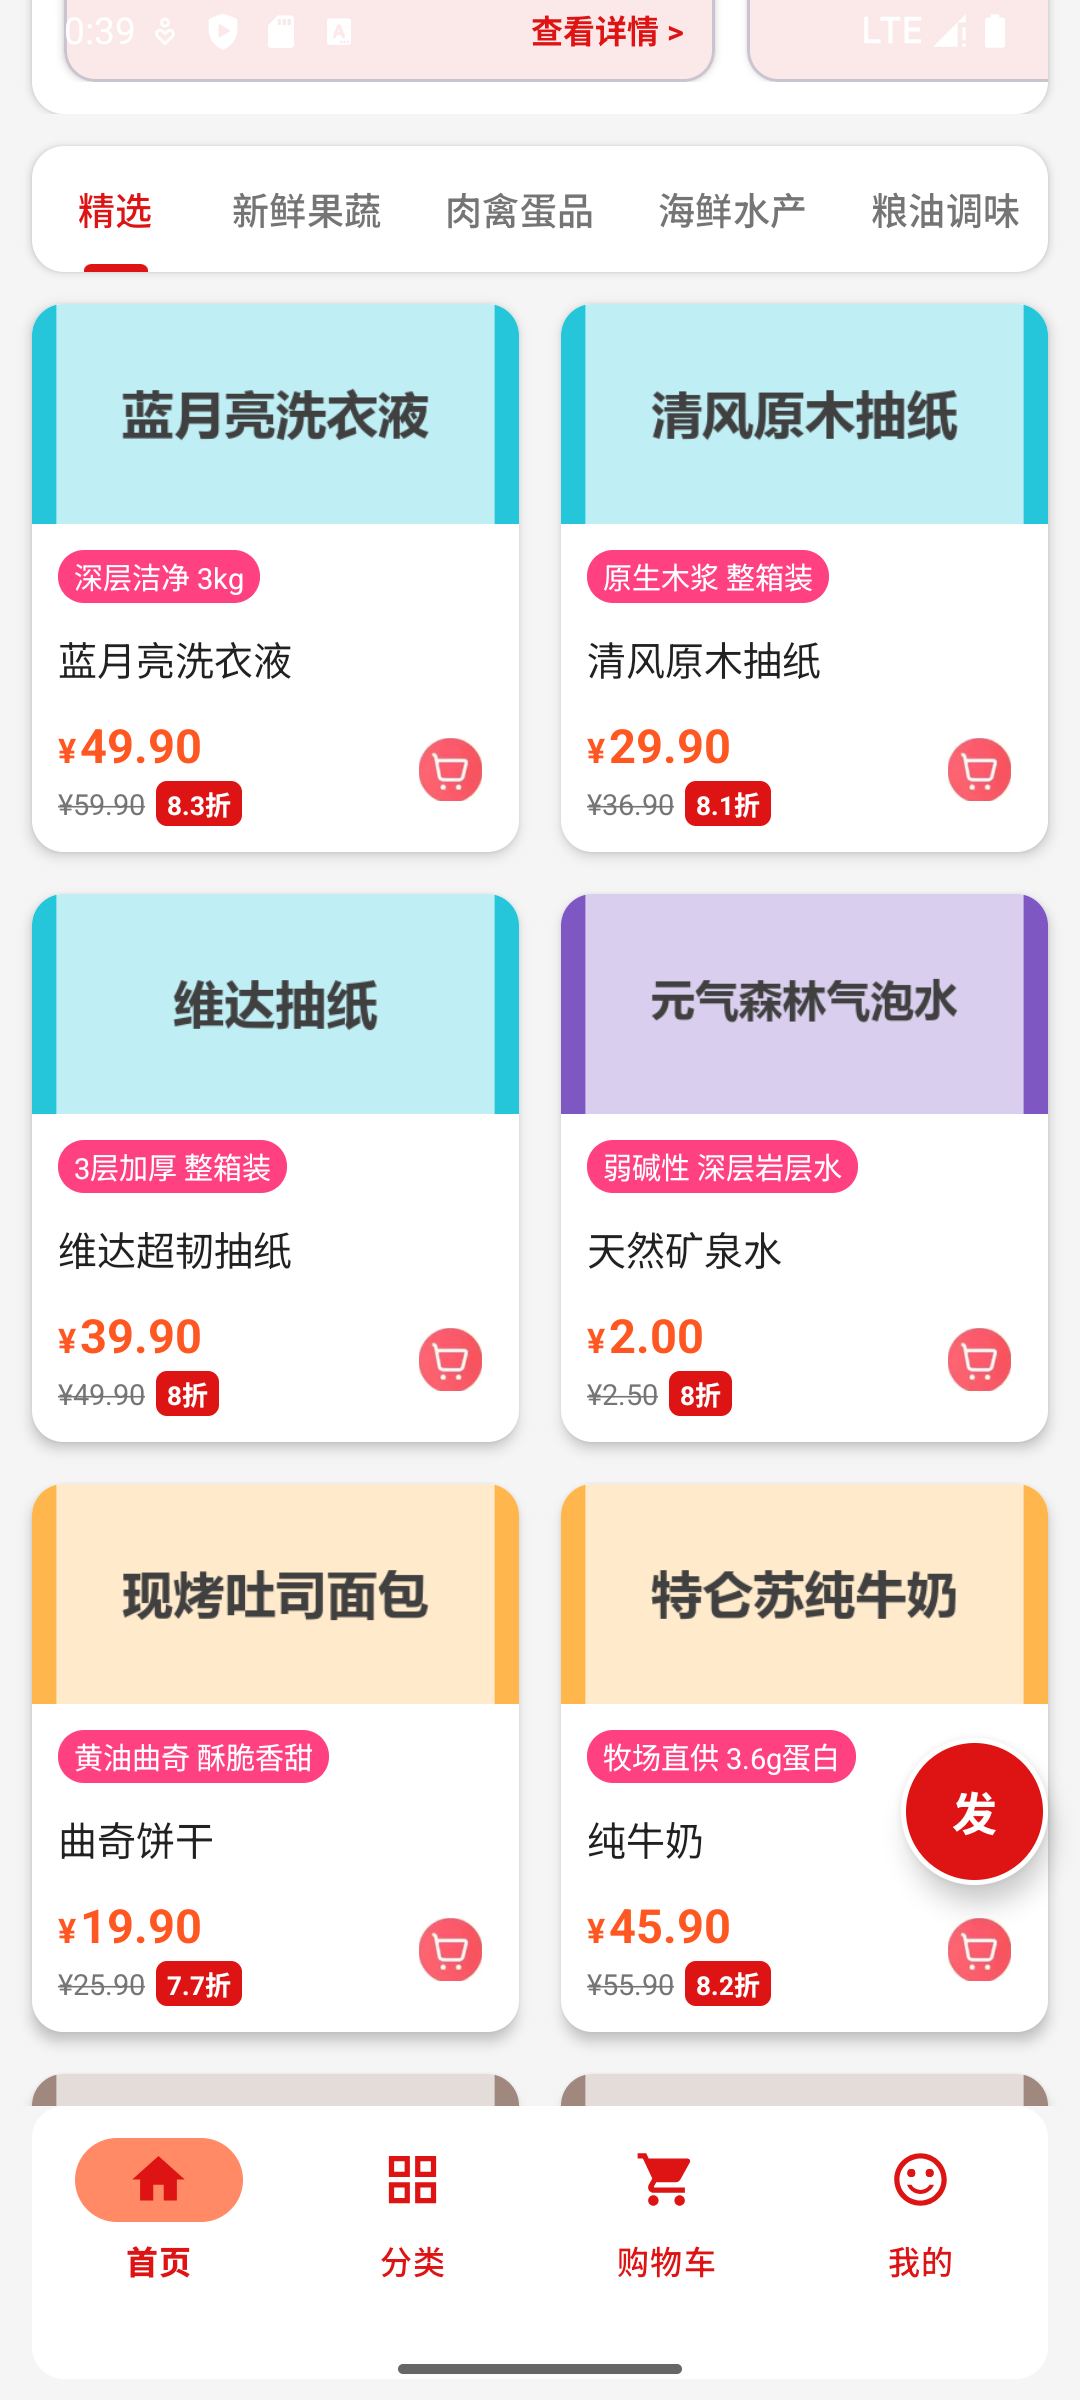 0:39
LTE
查看详情 >
精选 新鲜果蔬 肉禽蛋品 海鲜水产 粮油调味
蓝月亮洗衣液
深层洁净 3kg
蓝月亮洗衣液
¥49.90
¥59.90 8.3折
清风原木抽纸
原生木浆 整箱装
清风原木抽纸
¥29.90
¥36.90 8.1折
维达抽纸
3层加厚 整箱装
维达超韧抽纸
¥39.90
¥49.90 8折
元气森林气泡水
弱碱性 深层岩层水
天然矿泉水
¥2.00
¥2.50 8折
现烤吐司面包
黄油曲奇 酥脆香甜
曲奇饼干
¥19.90
¥25.90 7.7折
特仑苏纯牛奶
牧场直供 3.6g蛋白
纯牛奶
¥45.90
¥55.90 8.2折
发
首页 分类 购物车 我的